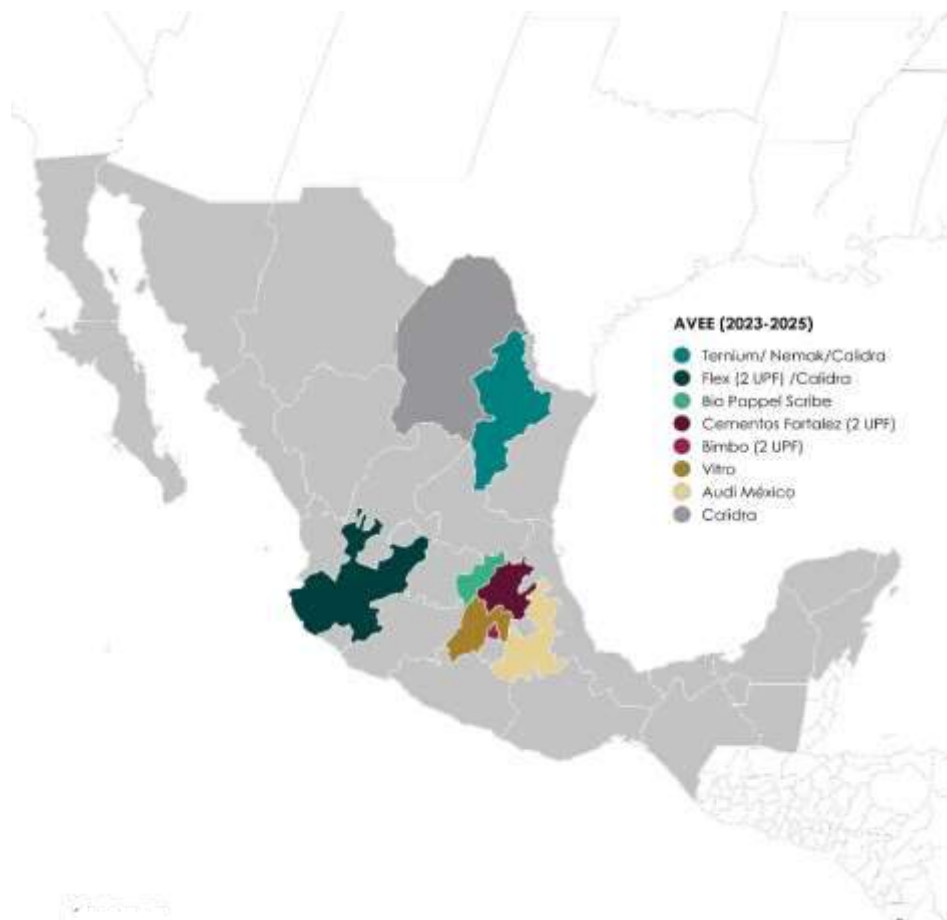 AVEE (2023-2025)
Ternium/ Nemak/Calidra
Flex (2 UPF) /Calidra
Bio Pappel Scribe
Cementos Fortalez (2 UPF)
Bimbo (2 UPF)
Vitro
Audi México
Calidra